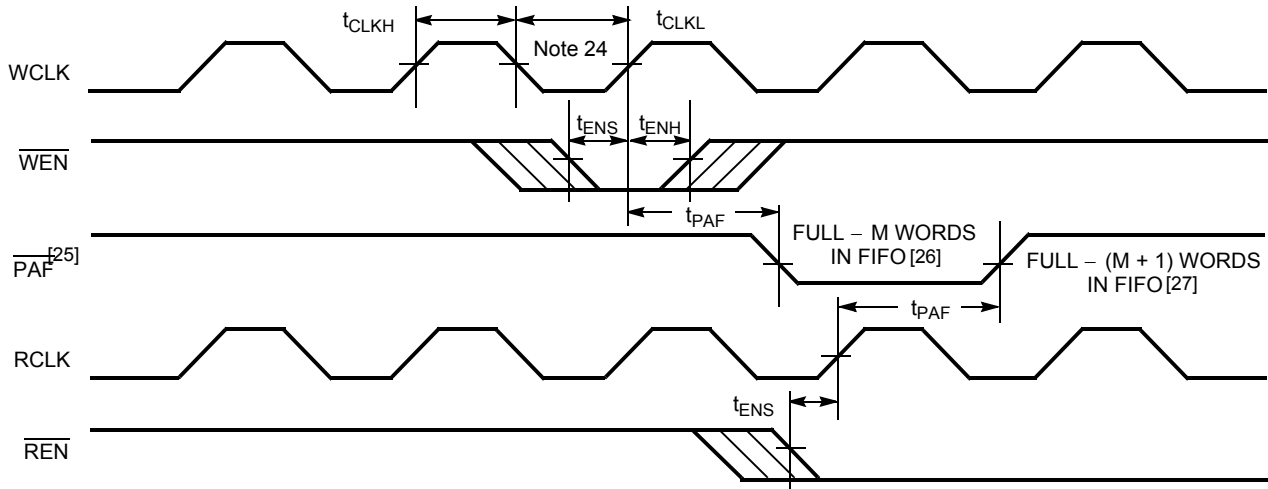 tCLKH
tCLKL
Note 24
WCLK
tENS
tENH
WEN
tPAF
FULL – M WORDS
IN FIFO [26]
PAF[25]
FULL – (M + 1) WORDS
IN FIFO [27]
tPAF
RCLK
tENS
REN